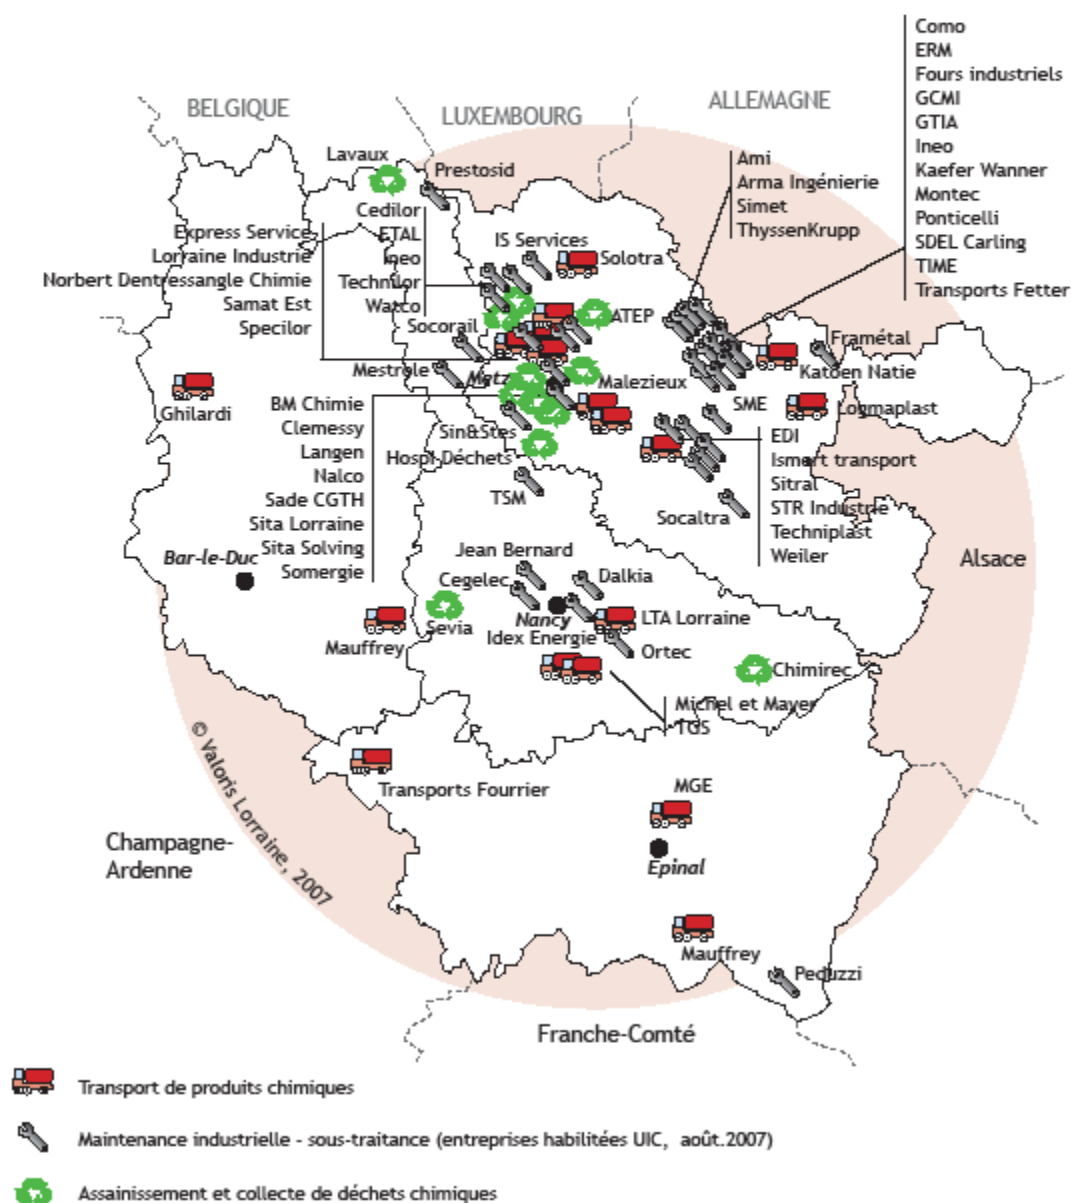 Como
ERM
Fours industriels
GCMI
GTIA
Ineo
Kaefer Wanner
Montec
Ponticelli
SDEL Carling
TIME
Transports Fetter
BELGIQUE
LUXEMBOURG
ALLEMAGNE
Ami
Arma Ingénierie
Simet
ThyssenKrupp
Lavaux
Prestosid
Cedilor
ETAL
Ineo
Technilor
Watco
Express Service
Lorraine Industrie
Norbert Dentressangle Chimie
Samat Est
Specilor
IS Services
Solotra
ATEP
Socorail
Mestrole
Metz
Malezieux
Framétal
Katoen Natie
Logmaplast
SME
Ghilardi
BM Chimie
Clemessy
Langen
Nalco
Sade CGTH
Sita Lorraine
Sita Solving
Somergie
Sin&Stes
Hospi-Déchets
TSM
EDI
Ismert transport
Sitral
STR Industrie
Techniplast
Weiler
Socaltra
Bar-le-Duc
Jean Bernard
Cegelec
Dalkia
Alsace
Nancy
Sevia
LTA Lorraine
Idex Energie
Ortec
Mauffrey
Chimirec
Michel et Mayer
TGS
© Valoris Lorraine, 2007
Transports Fourrier
MGE
Champagne-
Ardenne
Epinal
Mauffrey
Peduzzi
Franche-Comté
Transport de produits chimiques
Maintenance industrielle - sous-traitance (entreprises habilitées UIC, août.2007)
Assainissement et collecte de déchets chimiques